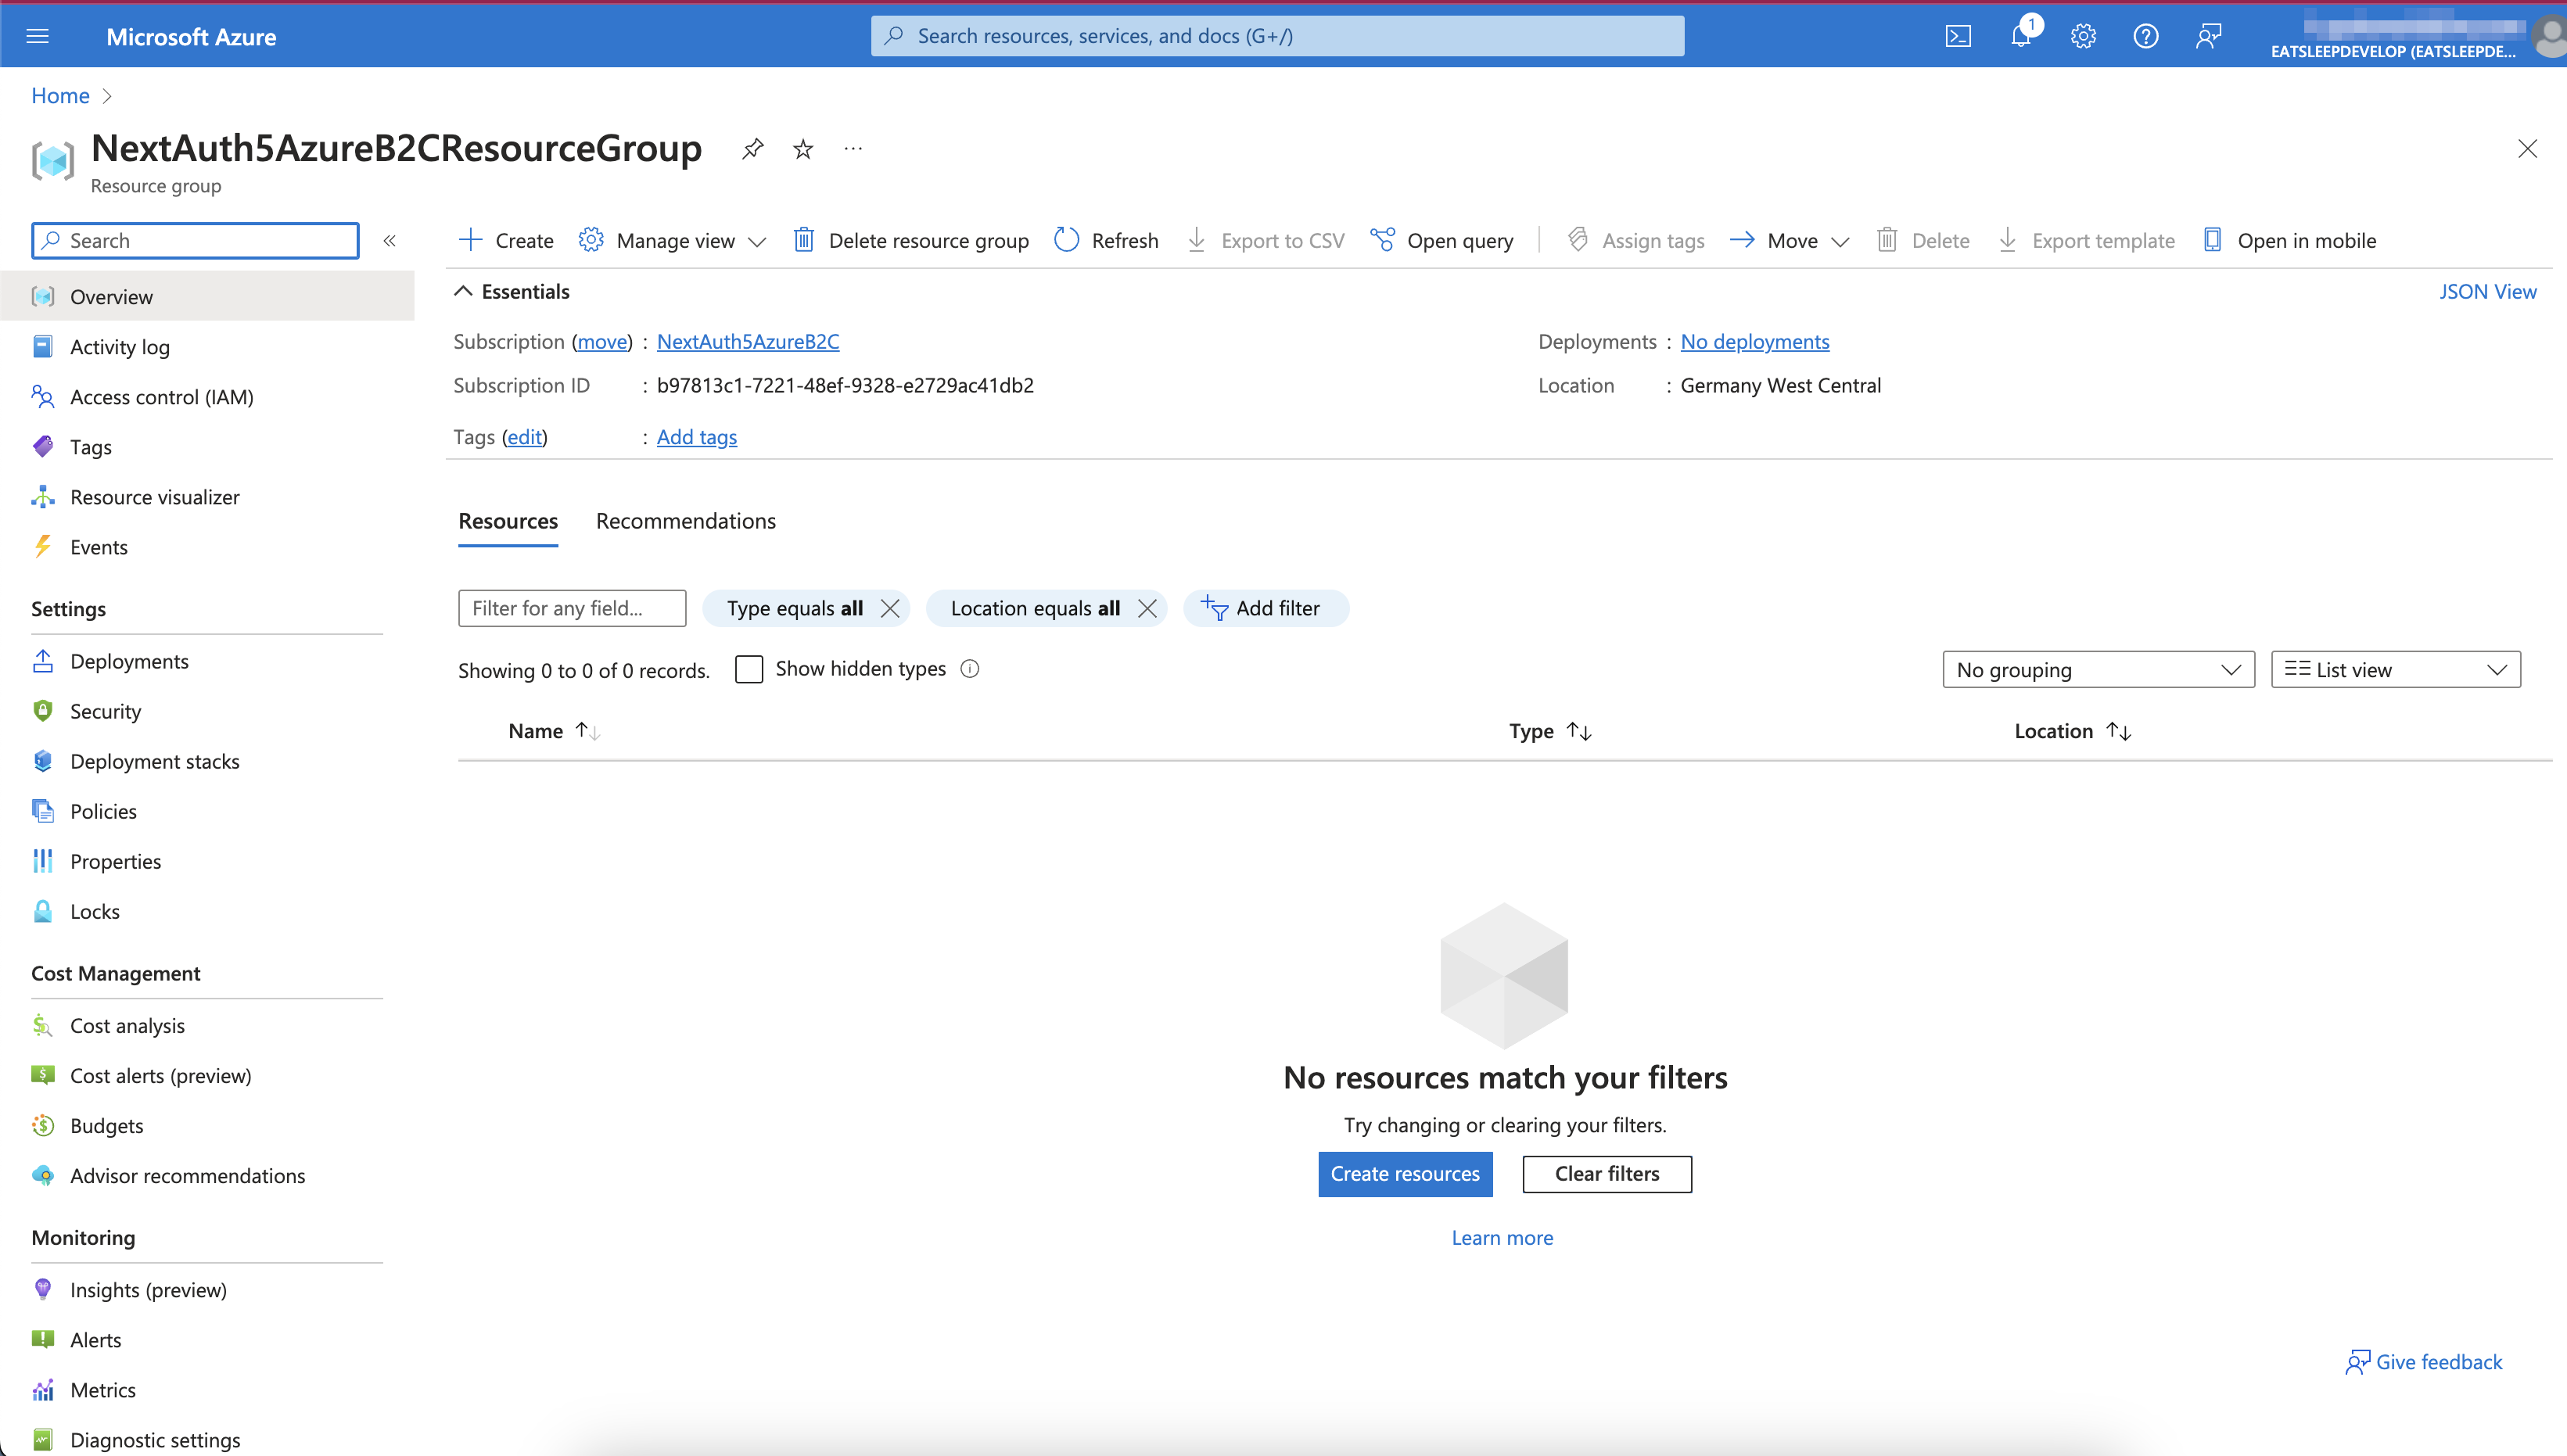 Microsoft Azure
Search resources, services, and docs (G+/)
1
EATSLEEPDEVELOP (EATSLEEPDE...
Home
NextAuth5AzureB2CResourceGroup
Resource group
Search
Create
Manage view
Delete resource group
Refresh
Export to CSV
Open query
Assign tags
Move
Delete
Export template
Open in mobile
Overview
Activity log
Access control (IAM)
Tags
Resource visualizer
Events
Settings
Deployments
Security
Deployment stacks
Policies
Properties
Locks
Cost Management
Cost analysis
Cost alerts (preview)
Budgets
Advisor recommendations
Monitoring
Insights (preview)
Alerts
Metrics
Diagnostic settings
Essentials
JSON View
Subscription (move) : NextAuth5AzureB2C
Subscription ID : b97813c1-7221-48ef-9328-e2729ac41db2
Tags (edit) : Add tags
Deployments : No deployments
Location : Germany West Central
Resources
Recommendations
Filter for any field...
Type equals all
Location equals all
Add filter
Showing 0 to 0 of 0 records.
Show hidden types
No grouping
List view
Name
Type
Location
No resources match your filters
Try changing or clearing your filters.
Create resources
Clear filters
Learn more
Give feedback